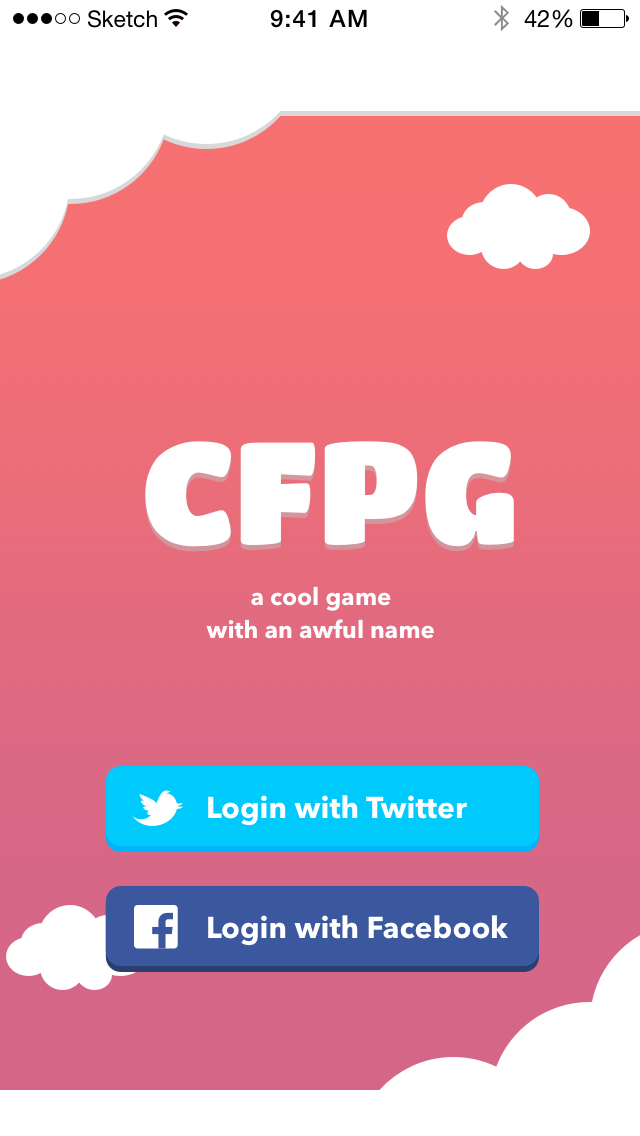 Sketch 9:41 AM 42%
CFPG
a cool game
with an awful name
Login with Twitter
Login with Facebook